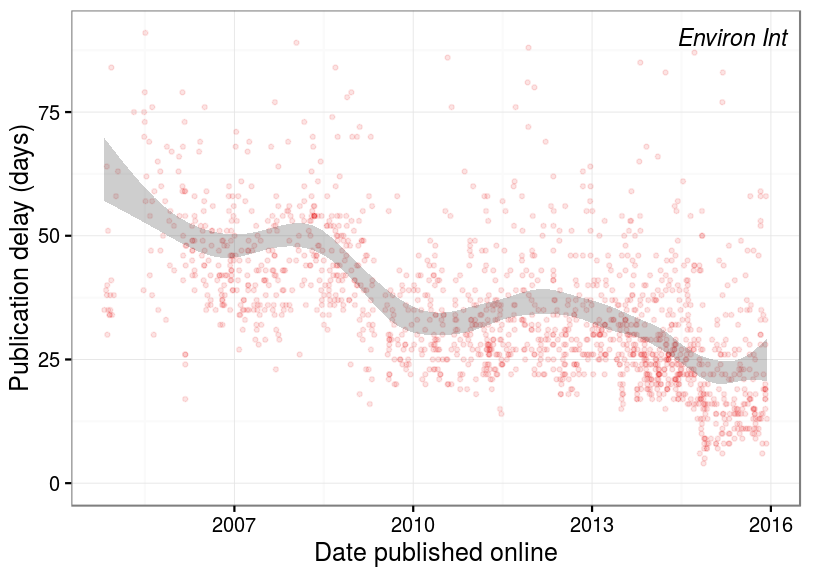 Environ Int
Publication delay (days)
75
50
25
0
2007 2010 2013 2016
Date published online